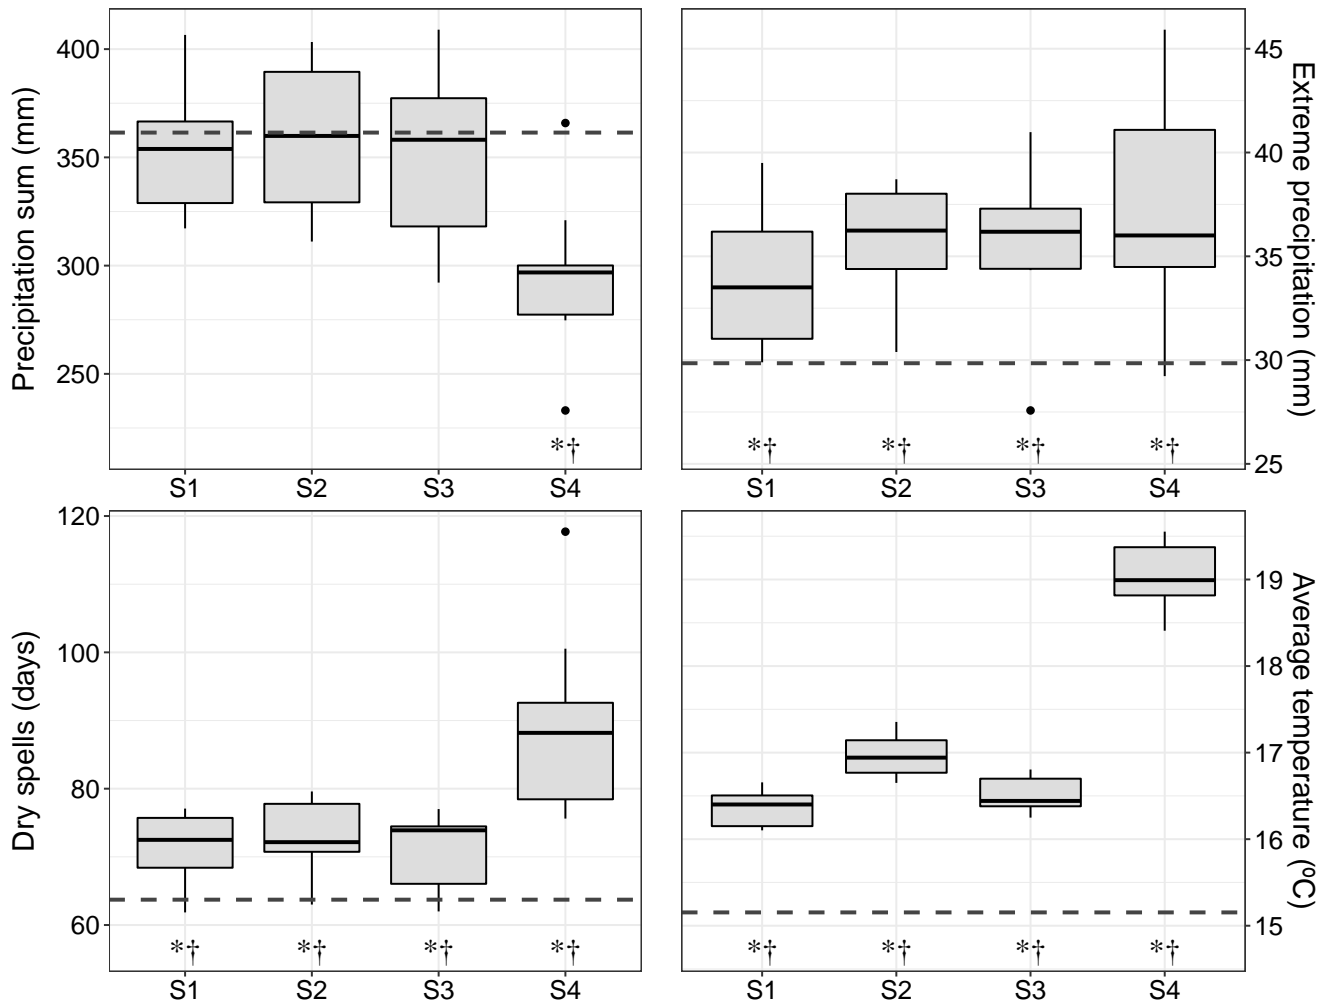 Precipitation sum (mm)
400
350
300
250
*†
S1 S2 S3 S4
45
40
35
30
25
Extreme precipitation (mm)
*† *† *† *†
S1 S2 S3 S4
Dry spells (days)
120
100
80
60
*† *† *† *†
S1 S2 S3 S4
19
18
17
16
15
Average temperature (⁰C)
*† *† *† *†
S1 S2 S3 S4